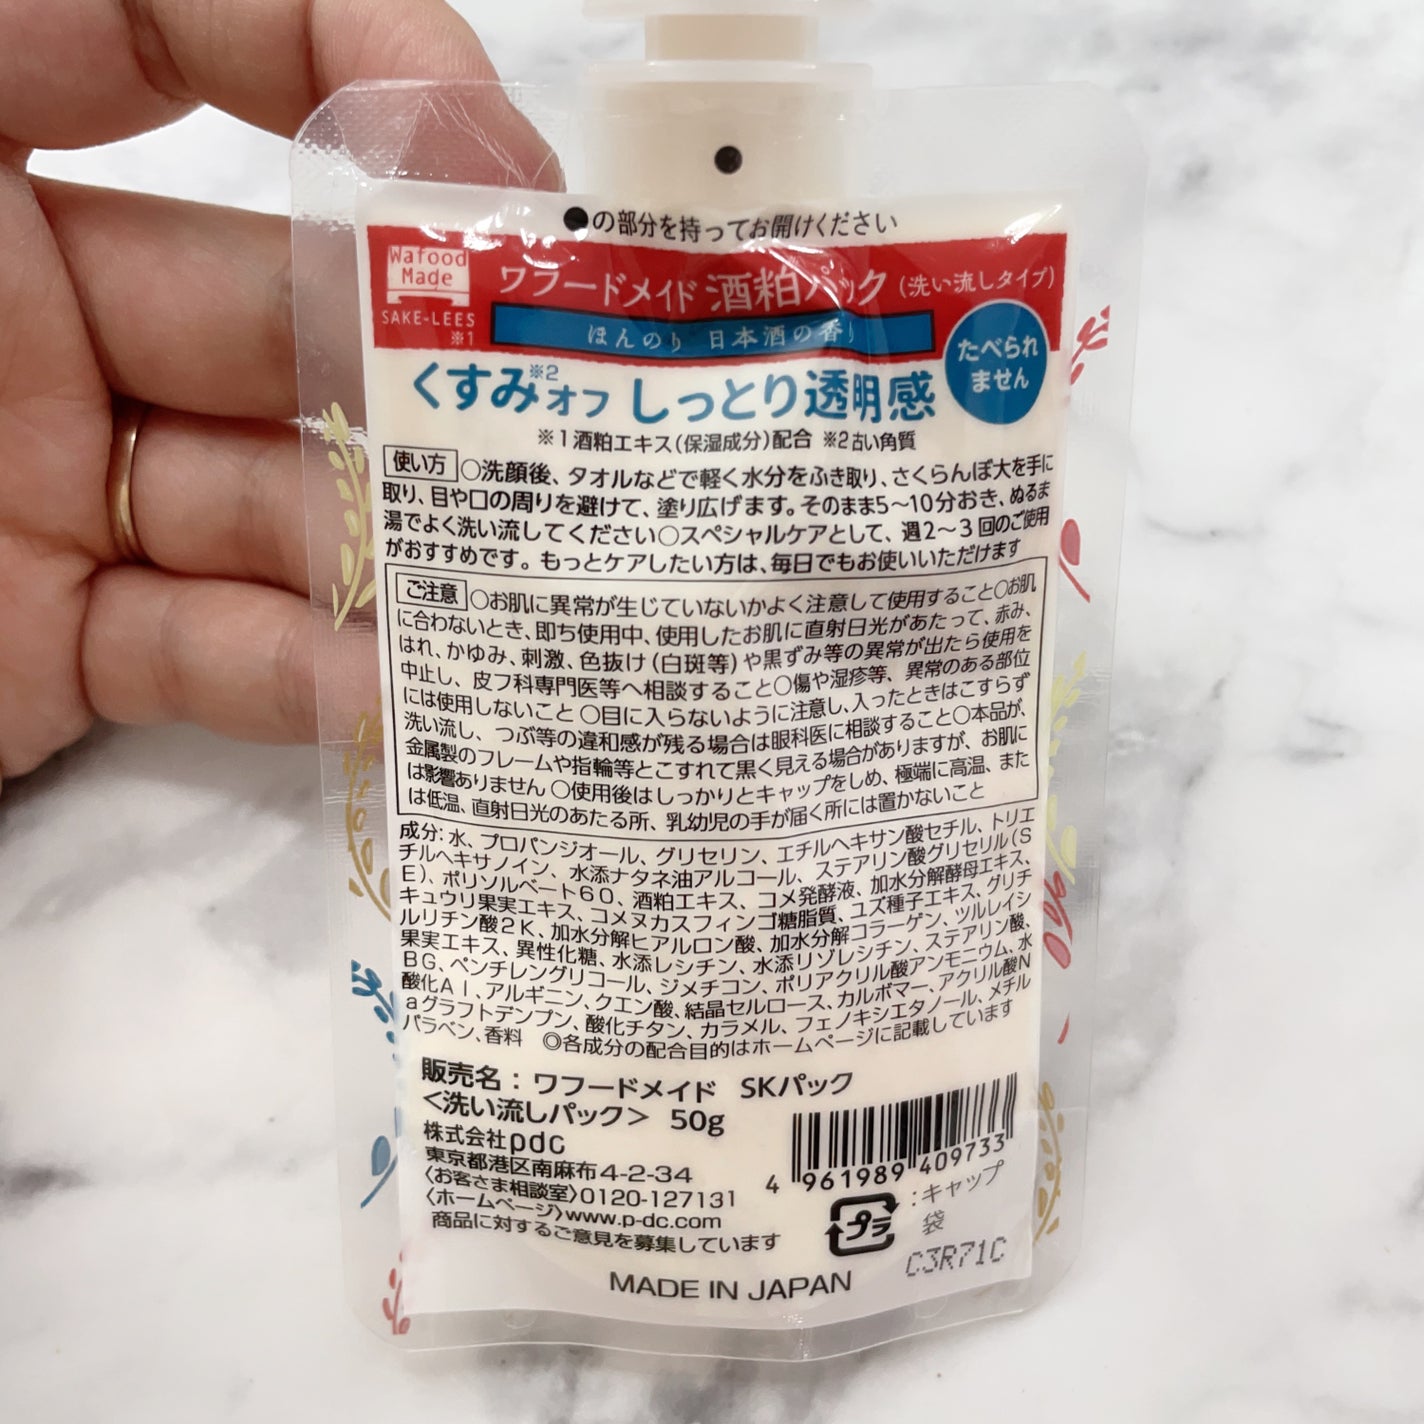 ●の部分を持ってお開けください
Wafood
Made
SAKE-LEES
※1
ワフードメイド 酒粕パック (洗い流しタイプ)
ほんのり 日本酒の香り
たべられ
ません
くすみ※2オフ しっとり透明感
※1酒粕エキス(保湿成分)配合 ※2古い角質
使い方 ○洗顔後、タオルなどで軽く水分をふき取り、さくらんぼ大を手に
取り、目や口の周りを避けて、塗り広げます。そのまま5~10分おき、ぬるま
湯でよく洗い流してください○スペシャルケアとして、週2~3回のご使用
がおすすめです。もっとケアしたい方は、毎日でもお使いいただけます
ご注意 ○お肌に異常が生じていないかよく注意して使用すること○お肌
に合わないとき、即ち使用中、使用したお肌に直射日光があたって、赤み、
はれ、かゆみ、刺激、色抜け(白斑等)や黒ずみ等の異常が出たら使用を
中止し、皮フ科専門医等へ相談すること○傷や湿疹等、異常のある部位
には使用しないこと ○目に入らないように注意し、入ったときはこすらず
洗い流し、つぶ等の違和感が残る場合は眼科医に相談すること○本品が、
金属製のフレームや指輪等とこすれて黒く見える場合がありますが、お肌に
は影響ありません ○使用後はしっかりとキャップをしめ、極端に高温、また
は低温、直射日光のあたる所、乳幼児の手が届く所には置かないこと
成分:水、プロパンジオール、グリセリン、エチルヘキサン酸セチル、トリエ
チルヘキサノイン、水添ナタネ油アルコール、ステアリン酸グリセリル(S
E)、ポリソルベート60、酒粕エキス、コメ発酵液、加水分解酵母エキス、
キュウリ果実エキス、コメヌカスフィンゴ糖脂質、ユズ種子エキス、グリチ
ルリチン酸2K、加水分解ヒアルロン酸、加水分解コラーゲン、ツルレイシ
果実エキス、異性化糖、水添レシチン、水添リゾレシチン、ステアリン酸、
BG、ペンチレングリコール、ジメチコン、ポリアクリル酸アンモニウム、水
酸化Al、アルギニン、クエン酸、結晶セルロース、カルボマー、アクリル酸N
aグラフトデンプン、酸化チタン、カラメル、フェノキシエタノール、メチル
パラベン、香料 ◎各成分の配合目的はホームページに記載しています
販売名：ワフードメイド SKパック
<洗い流しパック> 50g
株式会社pdc
東京都港区南麻布4-2-34
〈お客さま相談室〉0120-127131
〈ホームページ〉www.p-dc.com
商品に対するご意見を募集しています
4 961989 409733
プラ
:キャップ
袋
C3R71C
MADE IN JAPAN